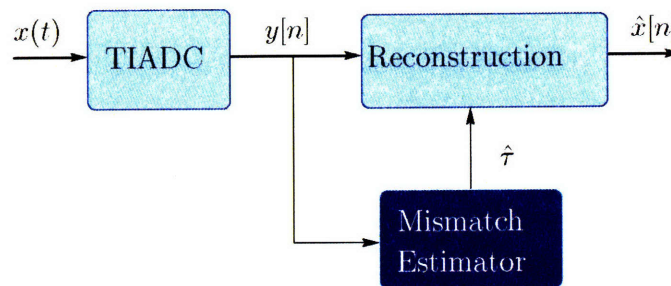 x(t)
TIADC
y[n]
Reconstruction
x̂[n
τ̂
Mismatch
Estimator